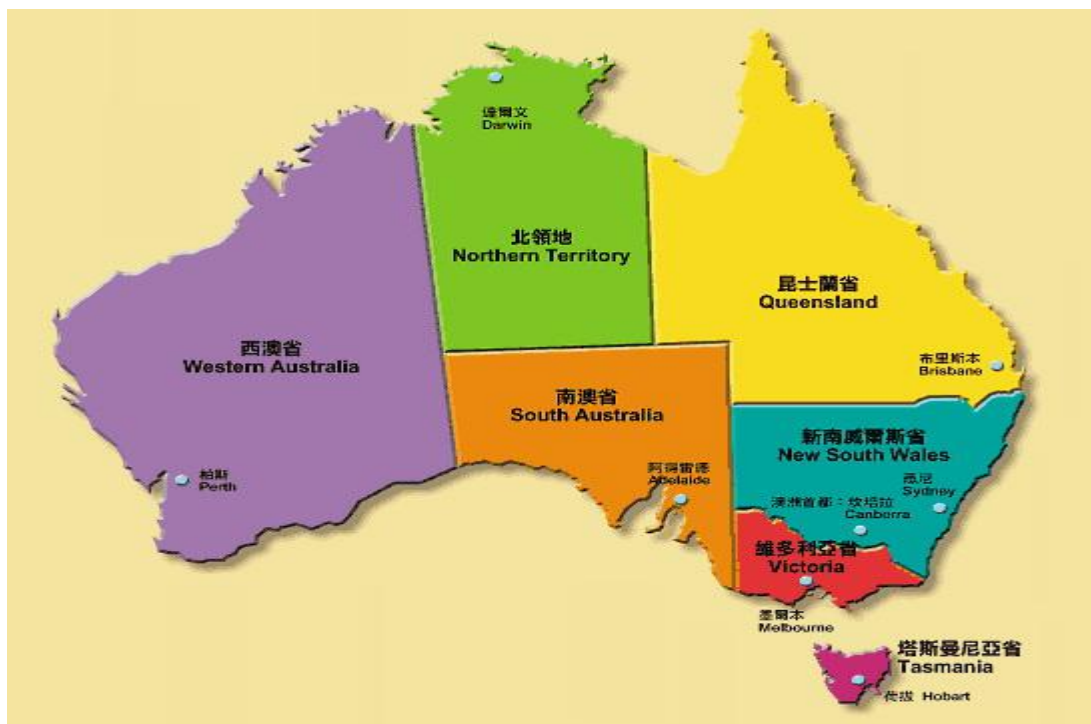 達爾文
Darwin
北領地
Northern Territory
昆士蘭省
Queensland
西澳省
Western Australia
布里斯本
Brisbane
南澳省
South Australia
新南威爾斯省
New South Wales
柏斯
Perth
阿得雷德
Adelaide
悉尼
Sydney
澳洲首都：坎培拉
Canberra
維多利亞省
Victoria
墨爾本
Melbourne
塔斯曼尼亞省
Tasmania
荷拔 Hobart